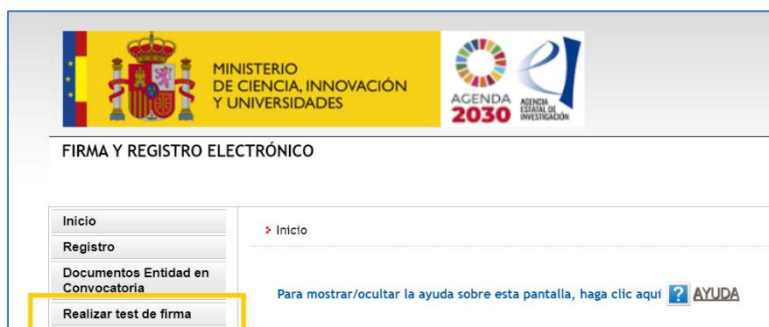 MINISTERIO
DE CIENCIA, INNOVACIÓN
Y UNIVERSIDADES
AGENDA
2030
AGENCIA
ESTATAL DE
INVESTIGACIÓN
FIRMA Y REGISTRO ELECTRÓNICO
Inicio
Registro
Documentos Entidad en
Convocatoria
Realizar test de firma
Inicio
Para mostrar/ocultar la ayuda sobre esta pantalla, haga clic aquí ? AYUDA